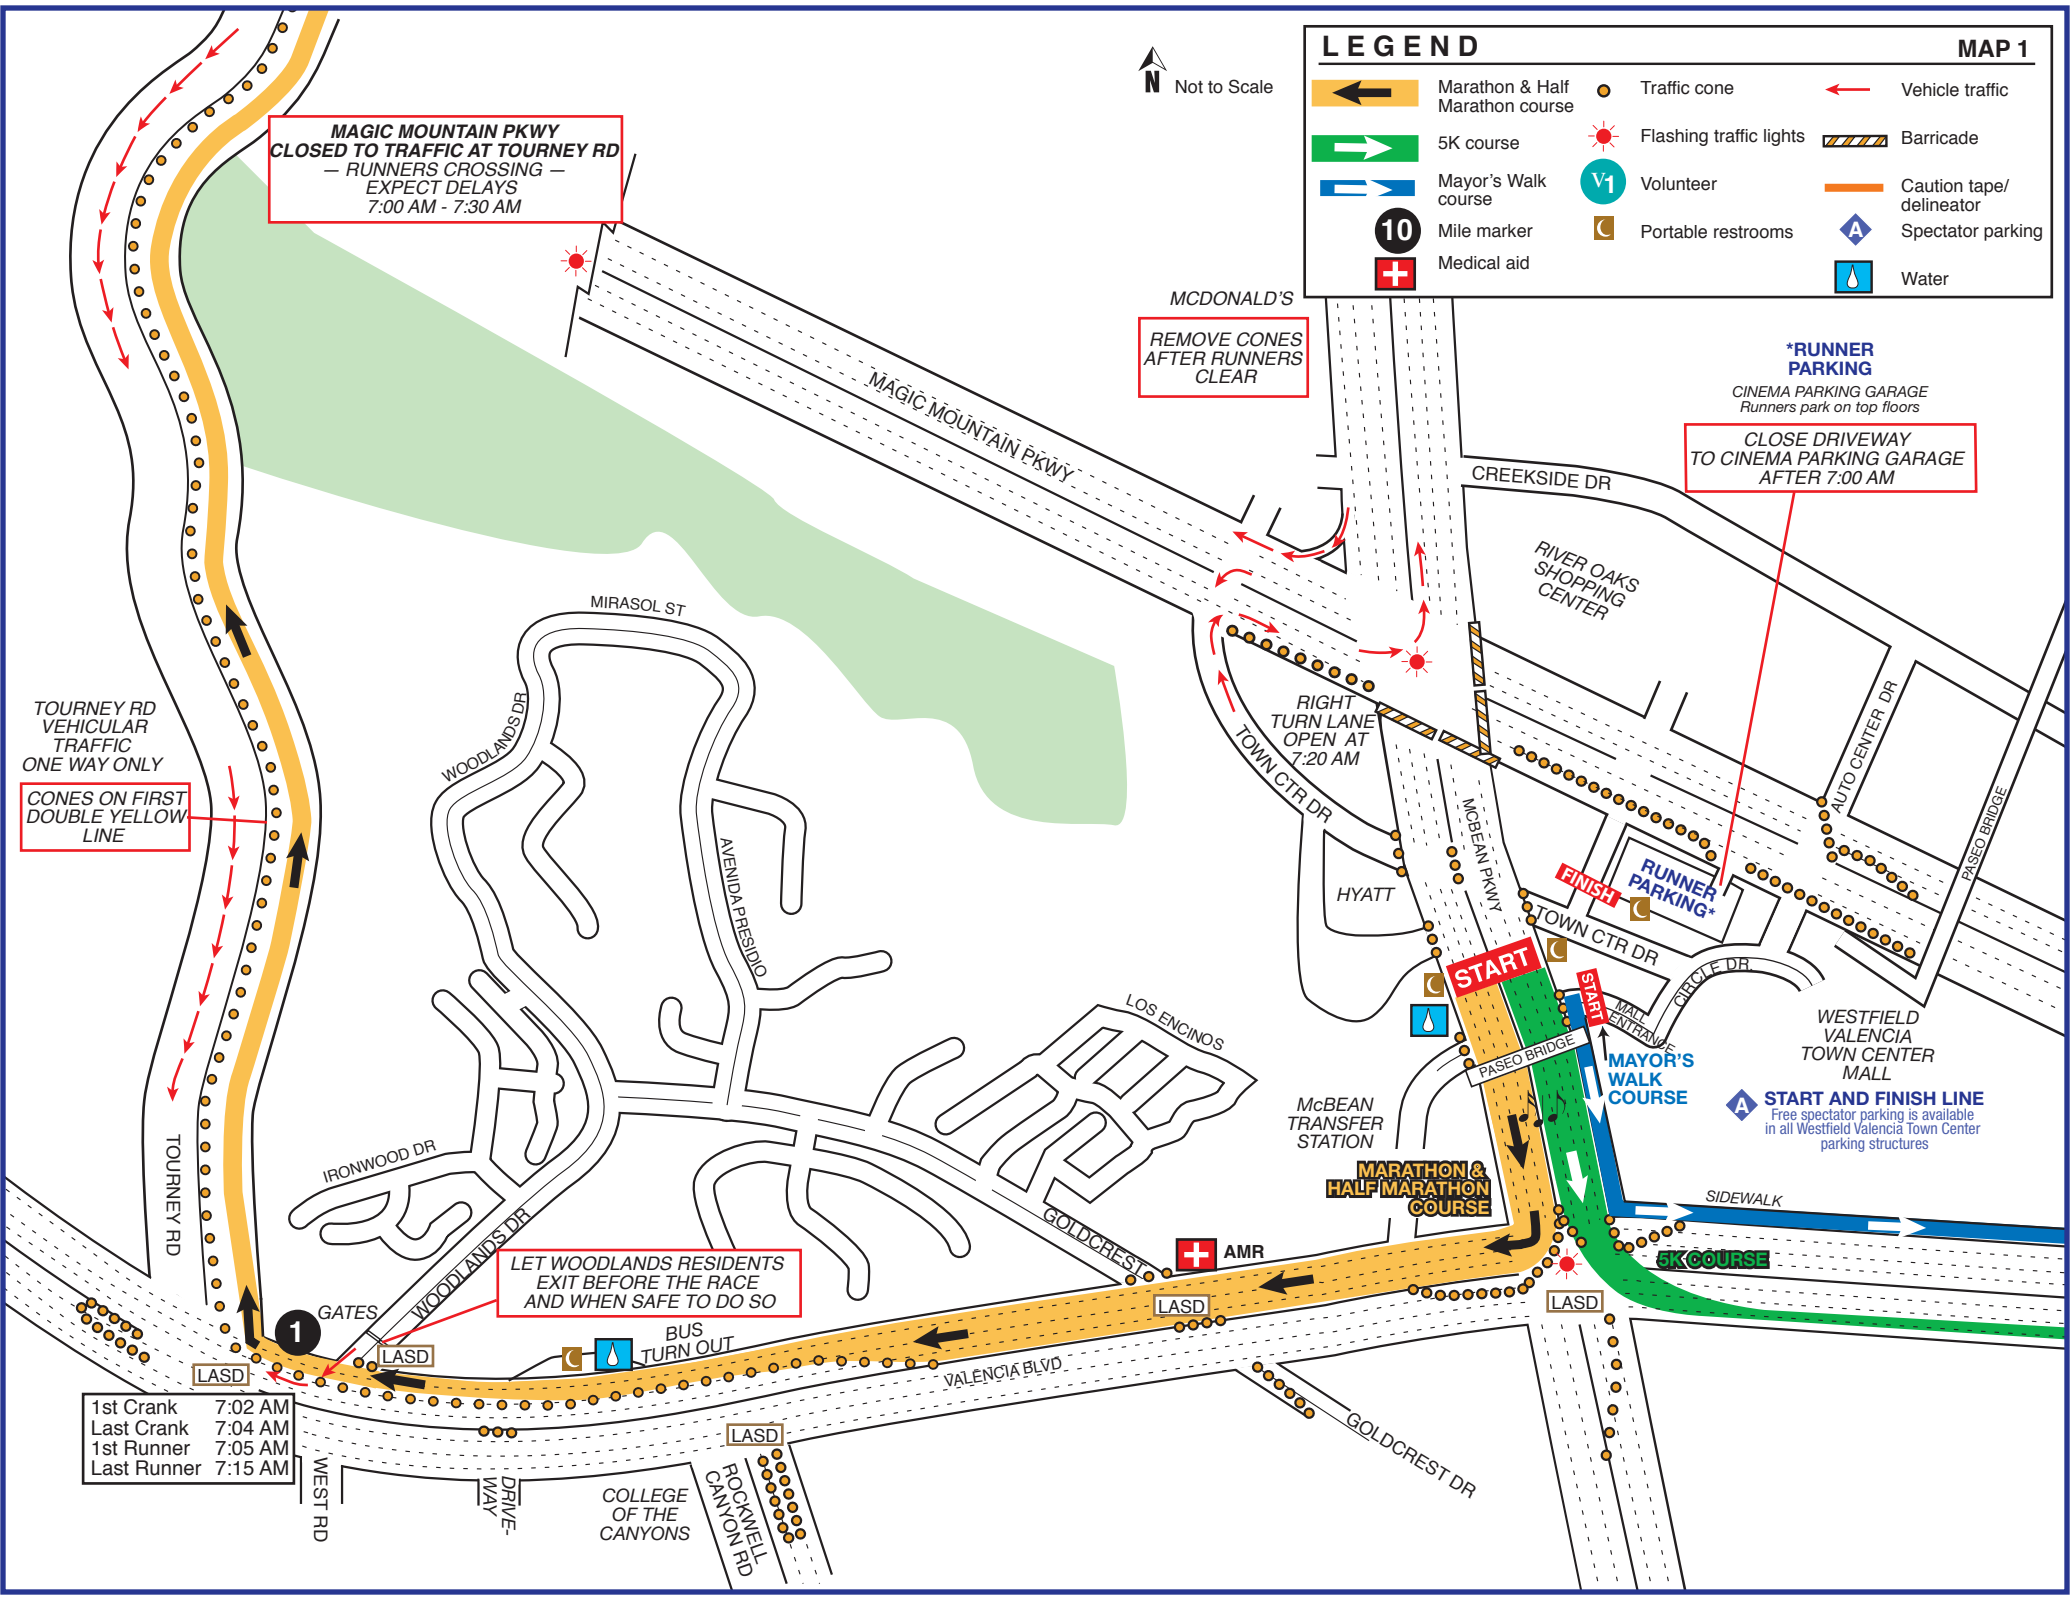 LEGEND
MAP 1
Marathon & Half
Marathon course
5K course
Mayor's Walk
course
10
Mile marker
Medical aid
Traffic cone
Flashing traffic lights
V1
Volunteer
Portable restrooms
Vehicle traffic
Barricade
Caution tape/
delineator
A
Spectator parking
Water
N
Not to Scale
MAGIC MOUNTAIN PKWY
CLOSED TO TRAFFIC AT TOURNEY RD
— RUNNERS CROSSING —
EXPECT DELAYS
7:00 AM - 7:30 AM
MCDONALD'S
REMOVE CONES
AFTER RUNNERS
CLEAR
*RUNNER
PARKING
CINEMA PARKING GARAGE
Runners park on top floors
CLOSE DRIVEWAY
TO CINEMA PARKING GARAGE
AFTER 7:00 AM
MAGIC MOUNTAIN PKWY
CREEKSIDE DR
RIVER OAKS
SHOPPING
CENTER
MIRASOL ST
WOODLANDS DR
TOURNEY RD
VEHICULAR
TRAFFIC
ONE WAY ONLY
CONES ON FIRST
DOUBLE YELLOW
LINE
AVENIDA PRESIDIO
RIGHT
TURN LANE
OPEN AT
7:20 AM
TOWN CTR DR
MCBEAN PKWY
AUTO CENTER DR
PASEO BRIDGE
HYATT
FINISH
RUNNER
PARKING*
TOWN CTR DR
CIRCLE DR.
START
START
MALL
ENTRANCE
PASEO BRIDGE
WESTFIELD
VALENCIA
TOWN CENTER
MALL
MAYOR'S
WALK
COURSE
A
START AND FINISH LINE
Free spectator parking is available
in all Westfield Valencia Town Center
parking structures
LOS ENCINOS
McBEAN
TRANSFER
STATION
MARATHON &
HALF MARATHON
COURSE
SIDEWALK
5K COURSE
TOURNEY RD
IRONWOOD DR
WOODLANDS DR
GOLDCREST
AMR
LET WOODLANDS RESIDENTS
EXIT BEFORE THE RACE
AND WHEN SAFE TO DO SO
LASD
LASD
GATES
1
BUS
TURN OUT
LASD
LASD
VALENCIA BLVD
1st Crank 7:02 AM
Last Crank 7:04 AM
1st Runner 7:05 AM
Last Runner 7:15 AM
WEST RD
DRIVE-
WAY
COLLEGE
OF THE
CANYONS
LASD
ROCKWELL
CANYON RD
GOLDCREST DR